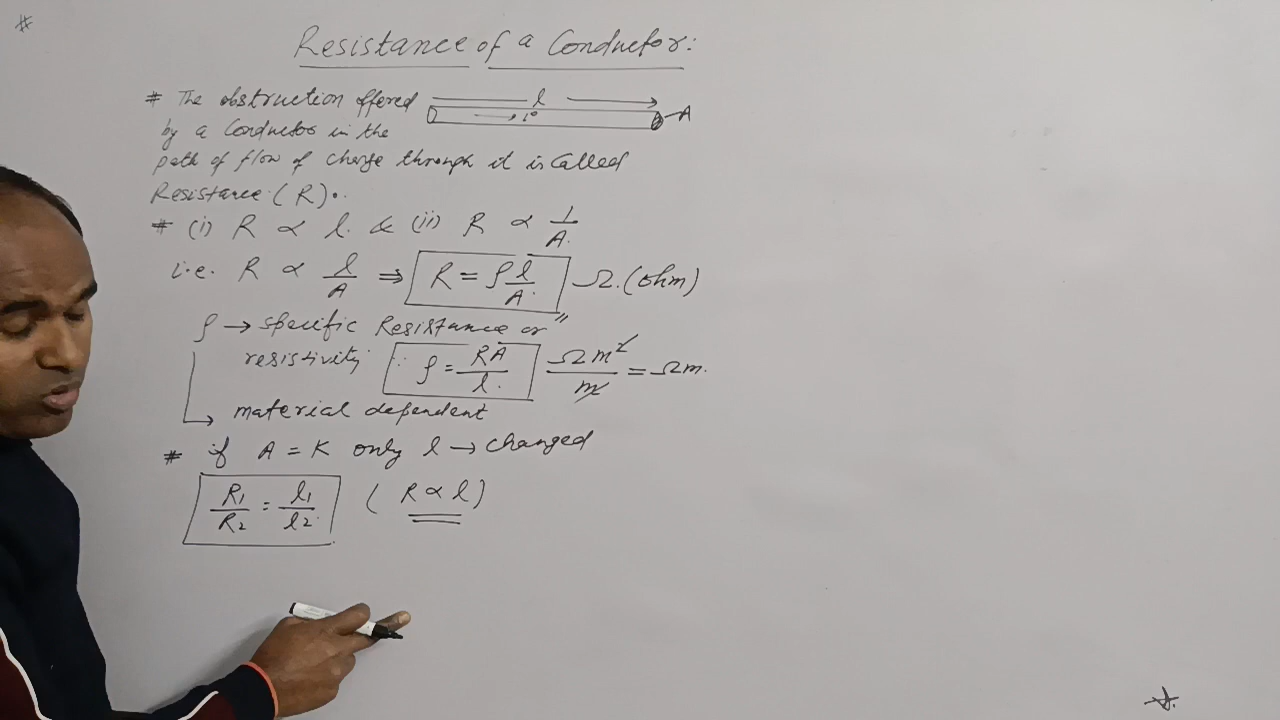 #
Resistance of a Conductor:
# The obstruction offered
l
i
A
by a Conductor in the
path of flow of charge through it is called
Resistance (R).
# (i) R ∝ l. & (ii) R ∝ 1/A.
i.e. R ∝ l/A ⇒ R = ρ l/A. Ω. (ohm)
ρ → specific Resistance or
resistivity ∵ ρ = RA/l. Ωm²/m = Ωm.
↳ material dependent
# if A = K only l → changed
R₁/R₂ = l₁/l₂. (R ∝ l)